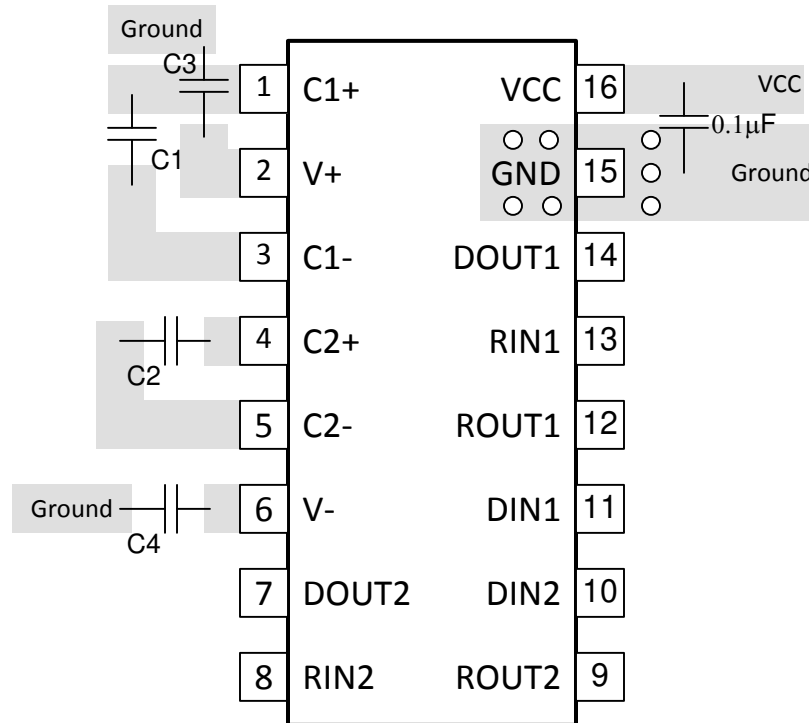 Ground
C3
1 C1+ VCC 16 VCC
0.1μF
C1
2 V+ GND 15 Ground
3 C1- DOUT1 14
4 C2+ RIN1 13
C2
5 C2- ROUT1 12
Ground 6 V- DIN1 11
C4
7 DOUT2 DIN2 10
8 RIN2 ROUT2 9